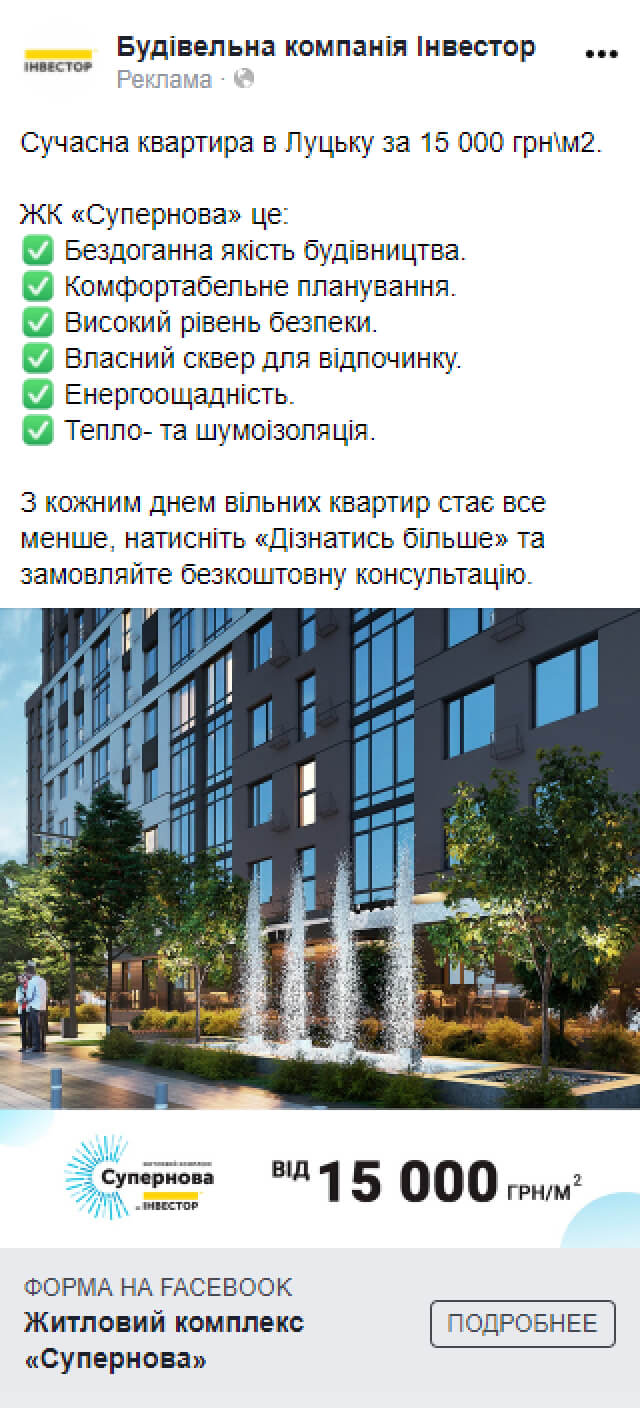 ІНВЕСТОР
Будівельна компанія Інвестор
Реклама ·
Сучасна квартира в Луцьку за 15 000 грн\м2.
ЖК «Супернова» це:
✅ Бездоганна якість будівництва.
✅ Комфортабельне планування.
✅ Високий рівень безпеки.
✅ Власний сквер для відпочинку.
✅ Енергоощадність.
✅ Тепло- та шумоізоляція.
З кожним днем вільних квартир стає все
менше, натисніть «Дізнатись більше» та
замовляйте безкоштовну консультацію.
ЖИТЛОВИЙ КОМПЛЕКС
Супернова
ІНВЕСТОР
ВІД 15 000 ГРН/М²
ФОРМА НА FACEBOOK
Житловий комплекс
«Супернова»
ПОДРОБНЕЕ